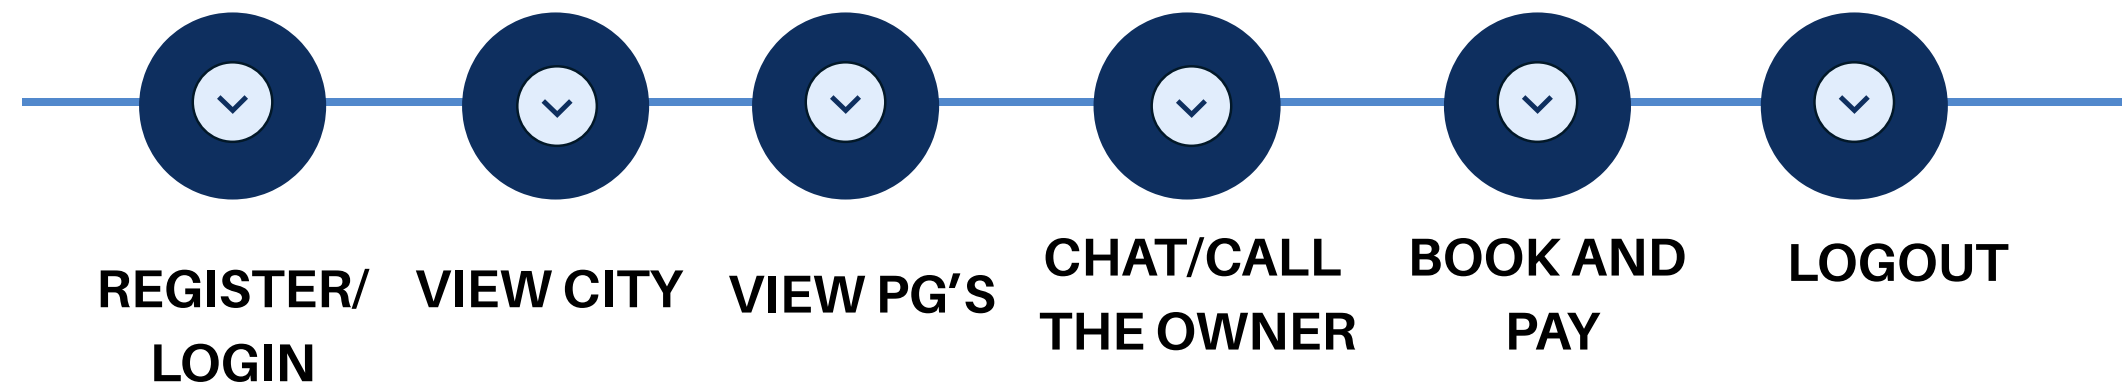 REGISTER/
LOGIN
VIEW CITY
VIEW PG'S
CHAT/CALL
THE OWNER
BOOK AND
PAY
LOGOUT